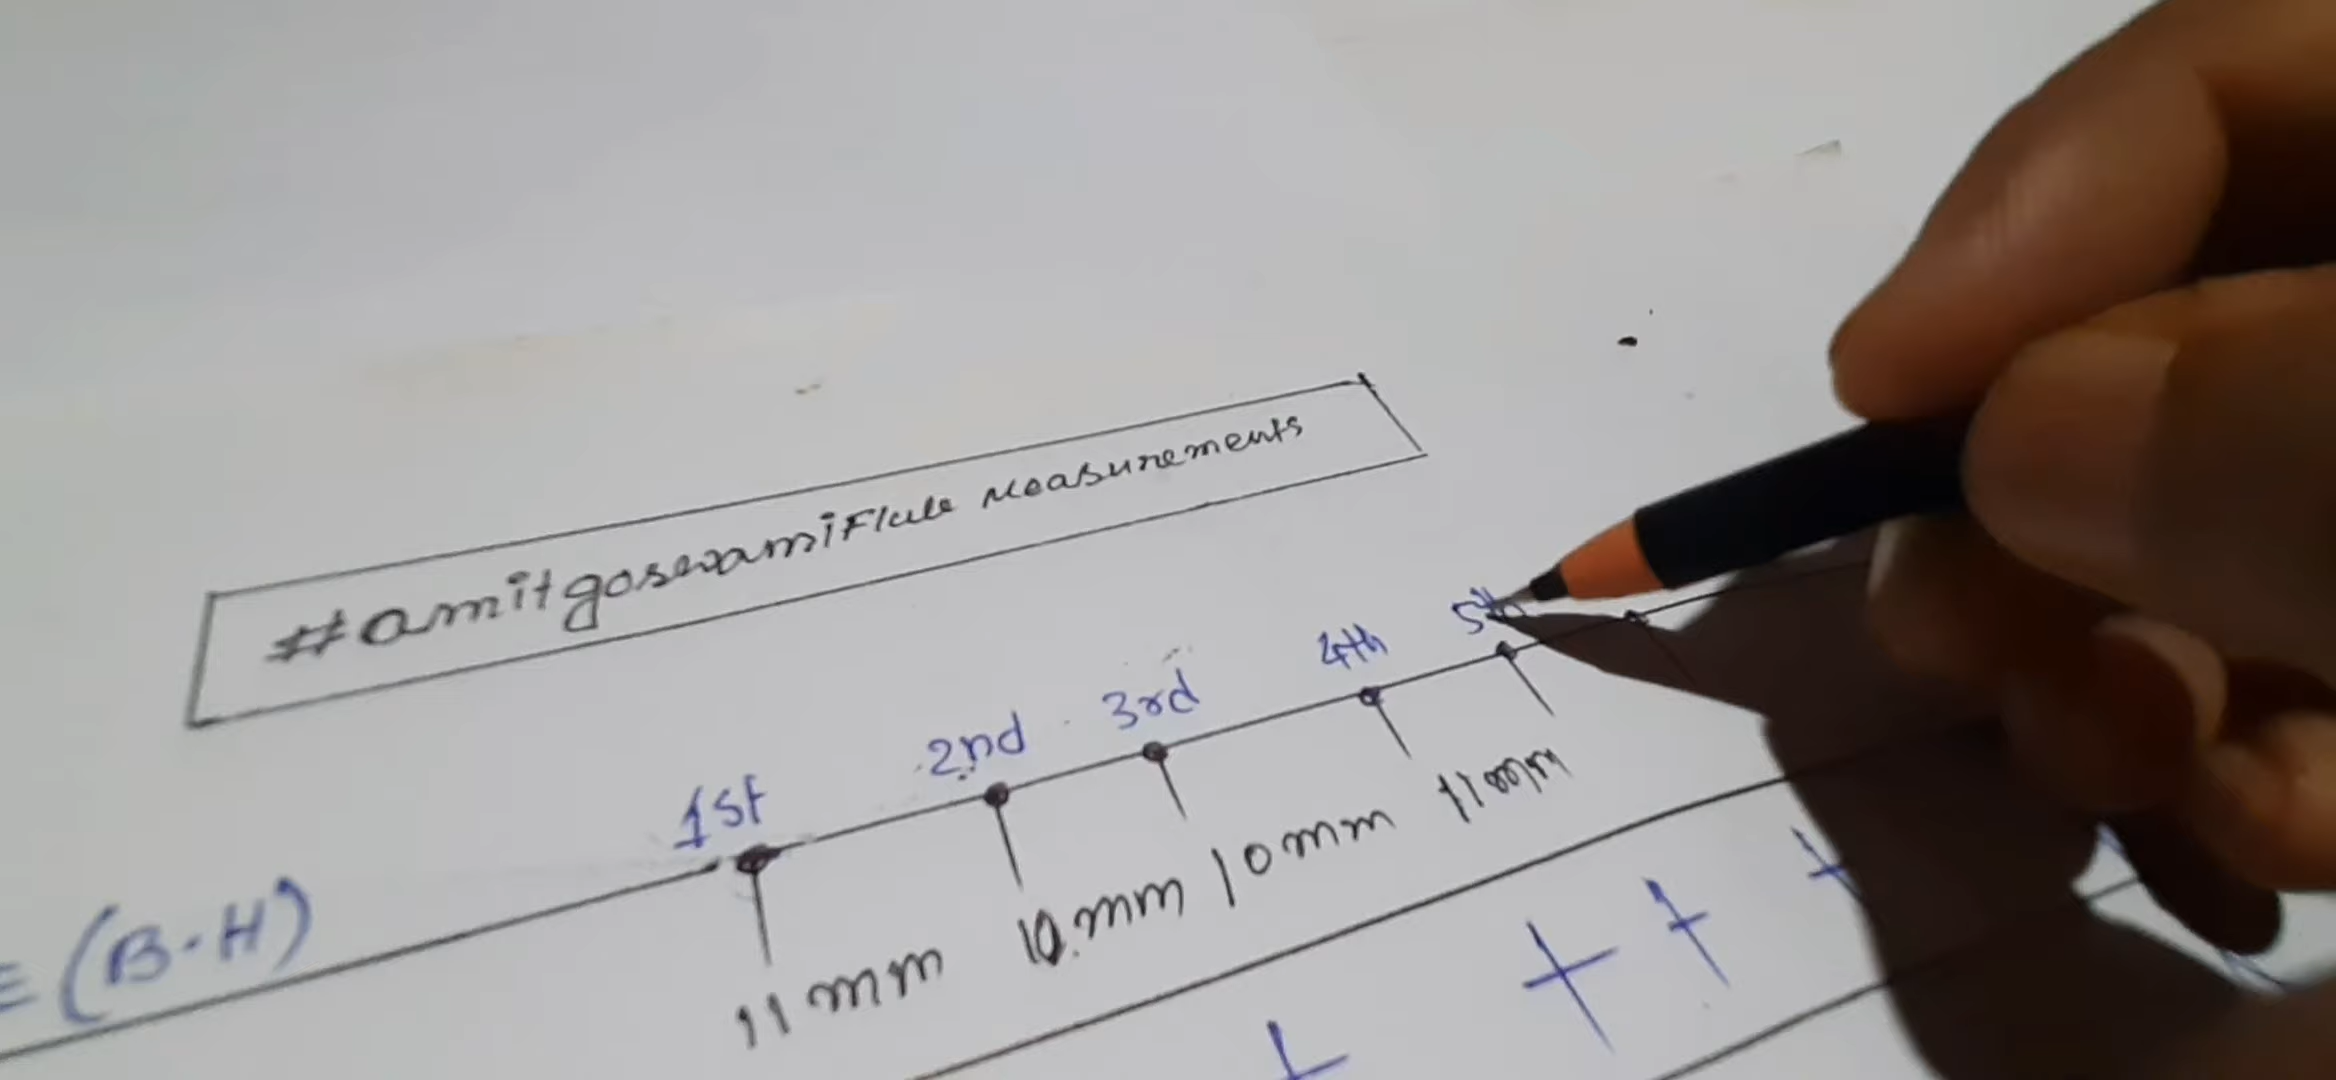 #amitgoswamiFlute Measurements
1st 2nd 3rd 4th 5th
(B-H)
11mm 10mm 10mm 11mm